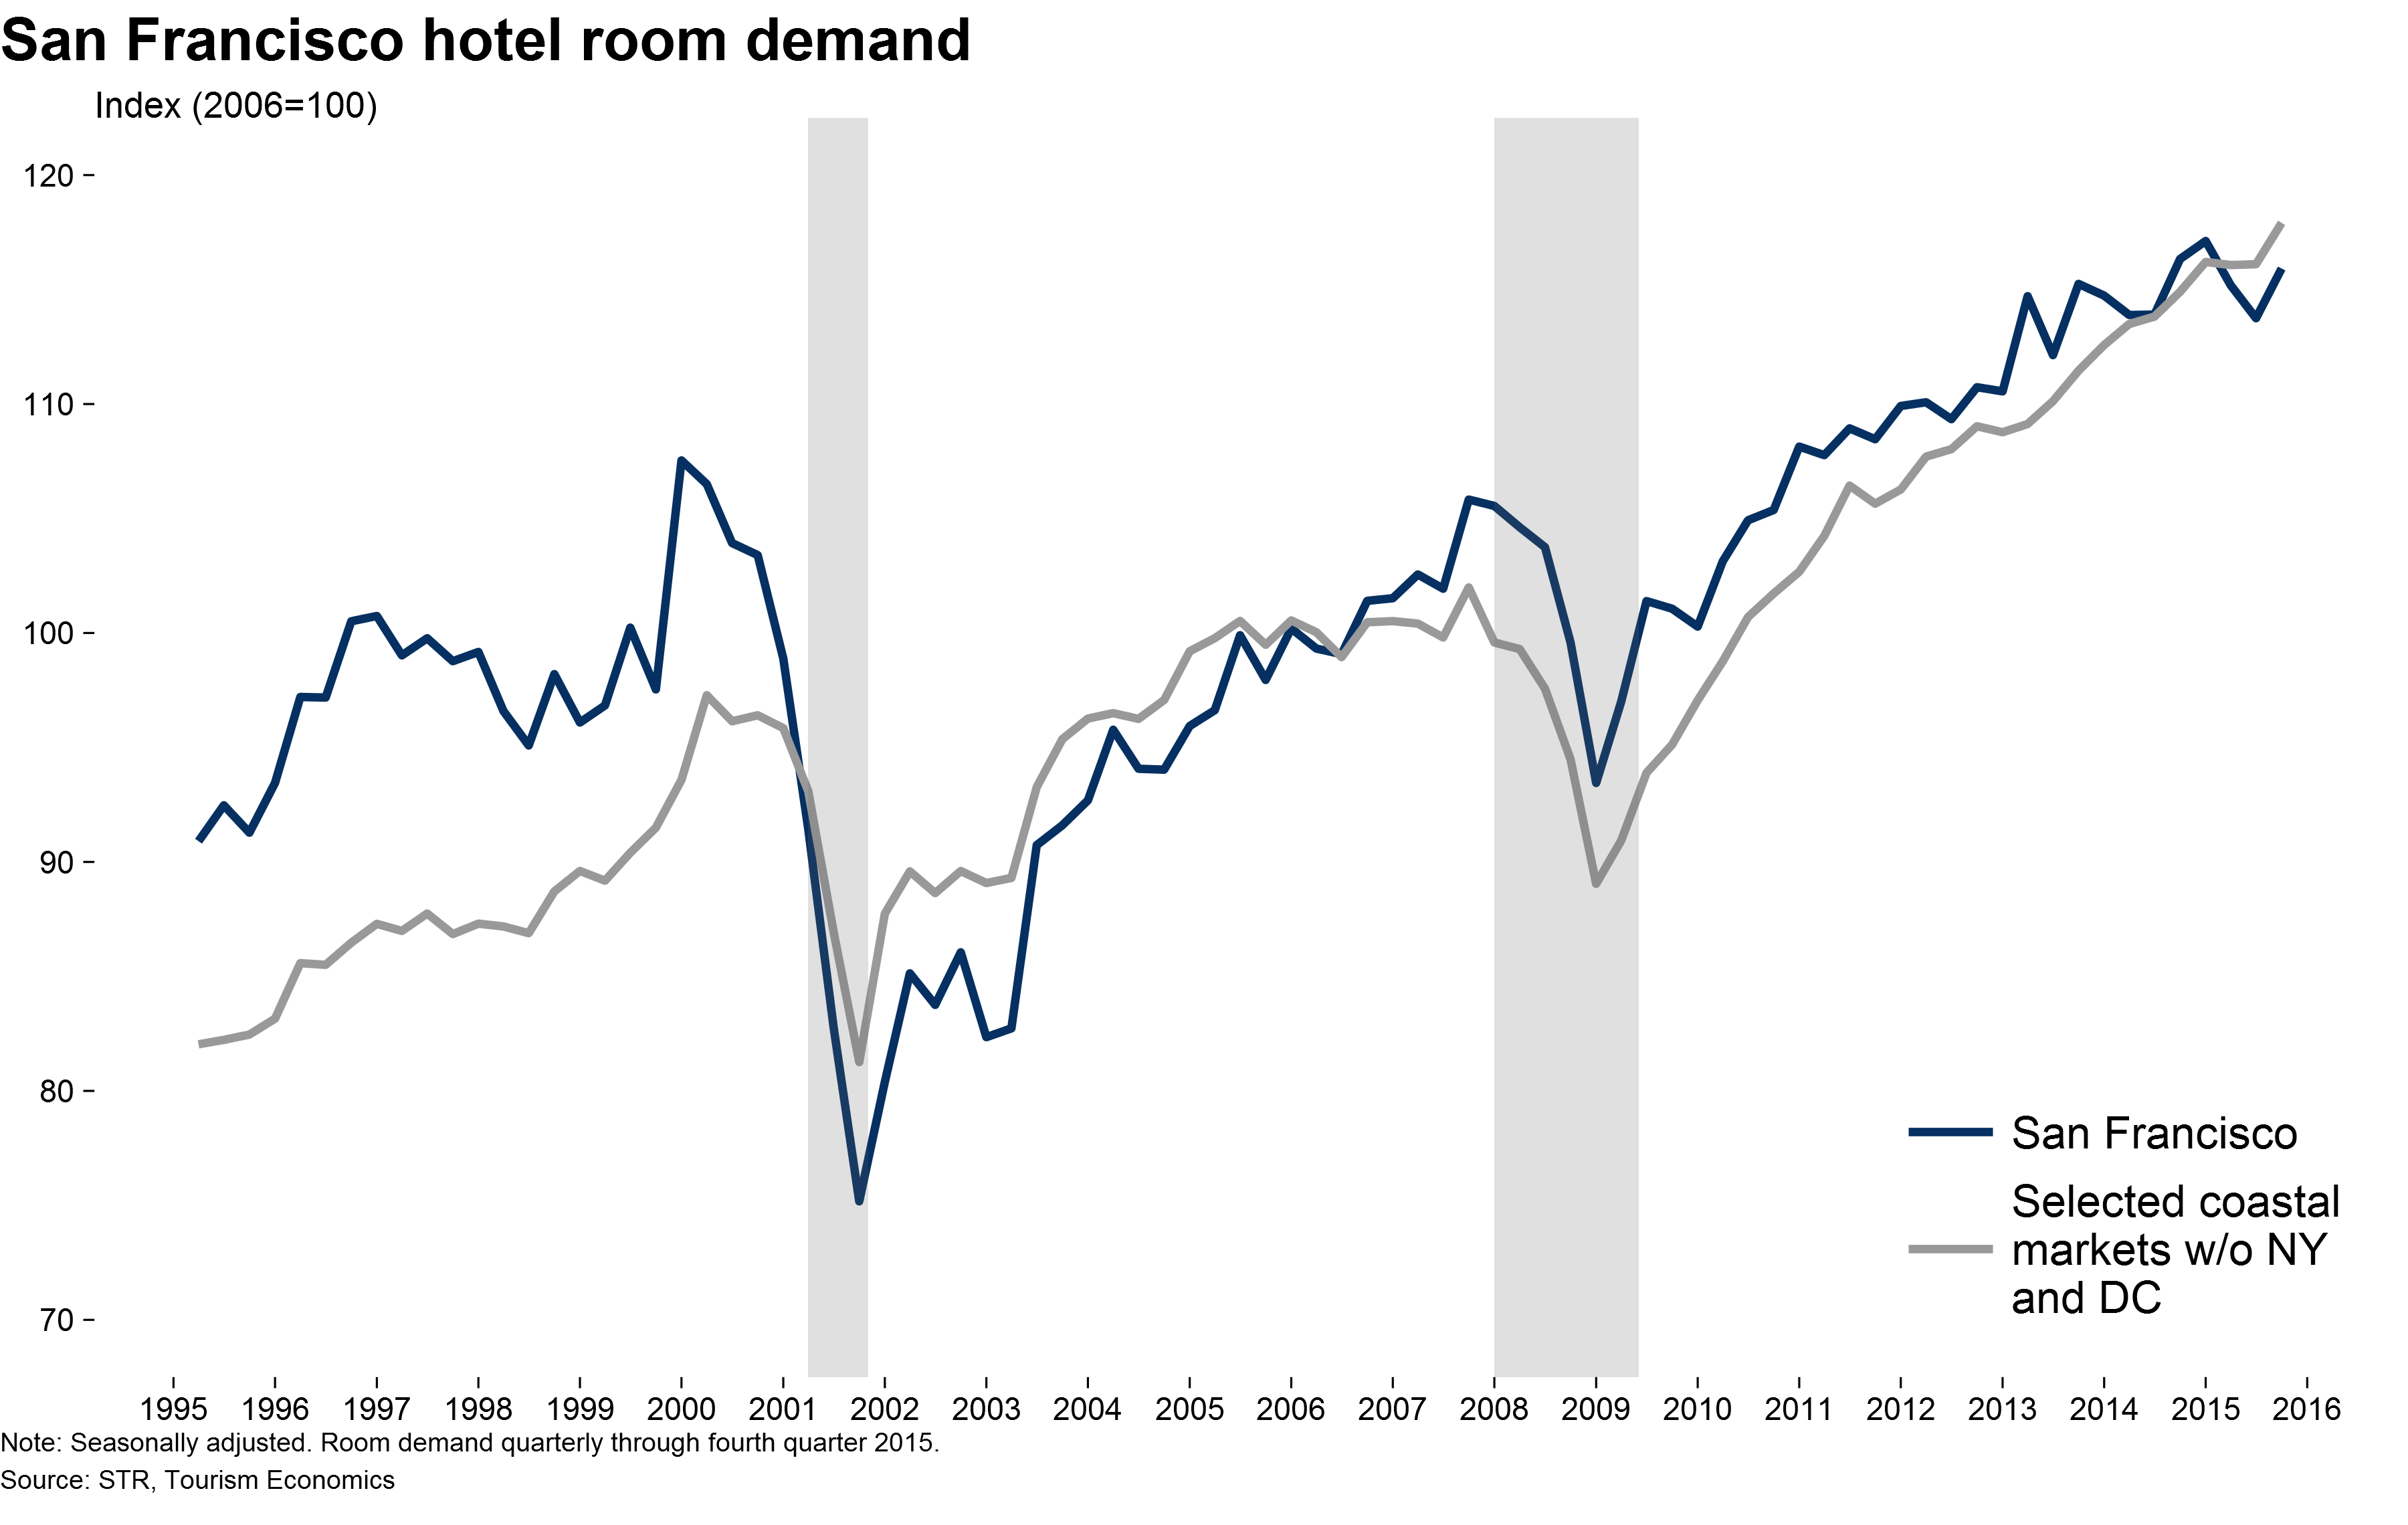 San Francisco hotel room demand
Index (2006=100)
120
110
100
90
80
70
San Francisco
Selected coastal
markets w/o NY
and DC
1995 1996 1997 1998 1999 2000 2001 2002 2003 2004 2005 2006 2007 2008 2009 2010 2011 2012 2013 2014 2015 2016
Note: Seasonally adjusted. Room demand quarterly through fourth quarter 2015.
Source: STR, Tourism Economics